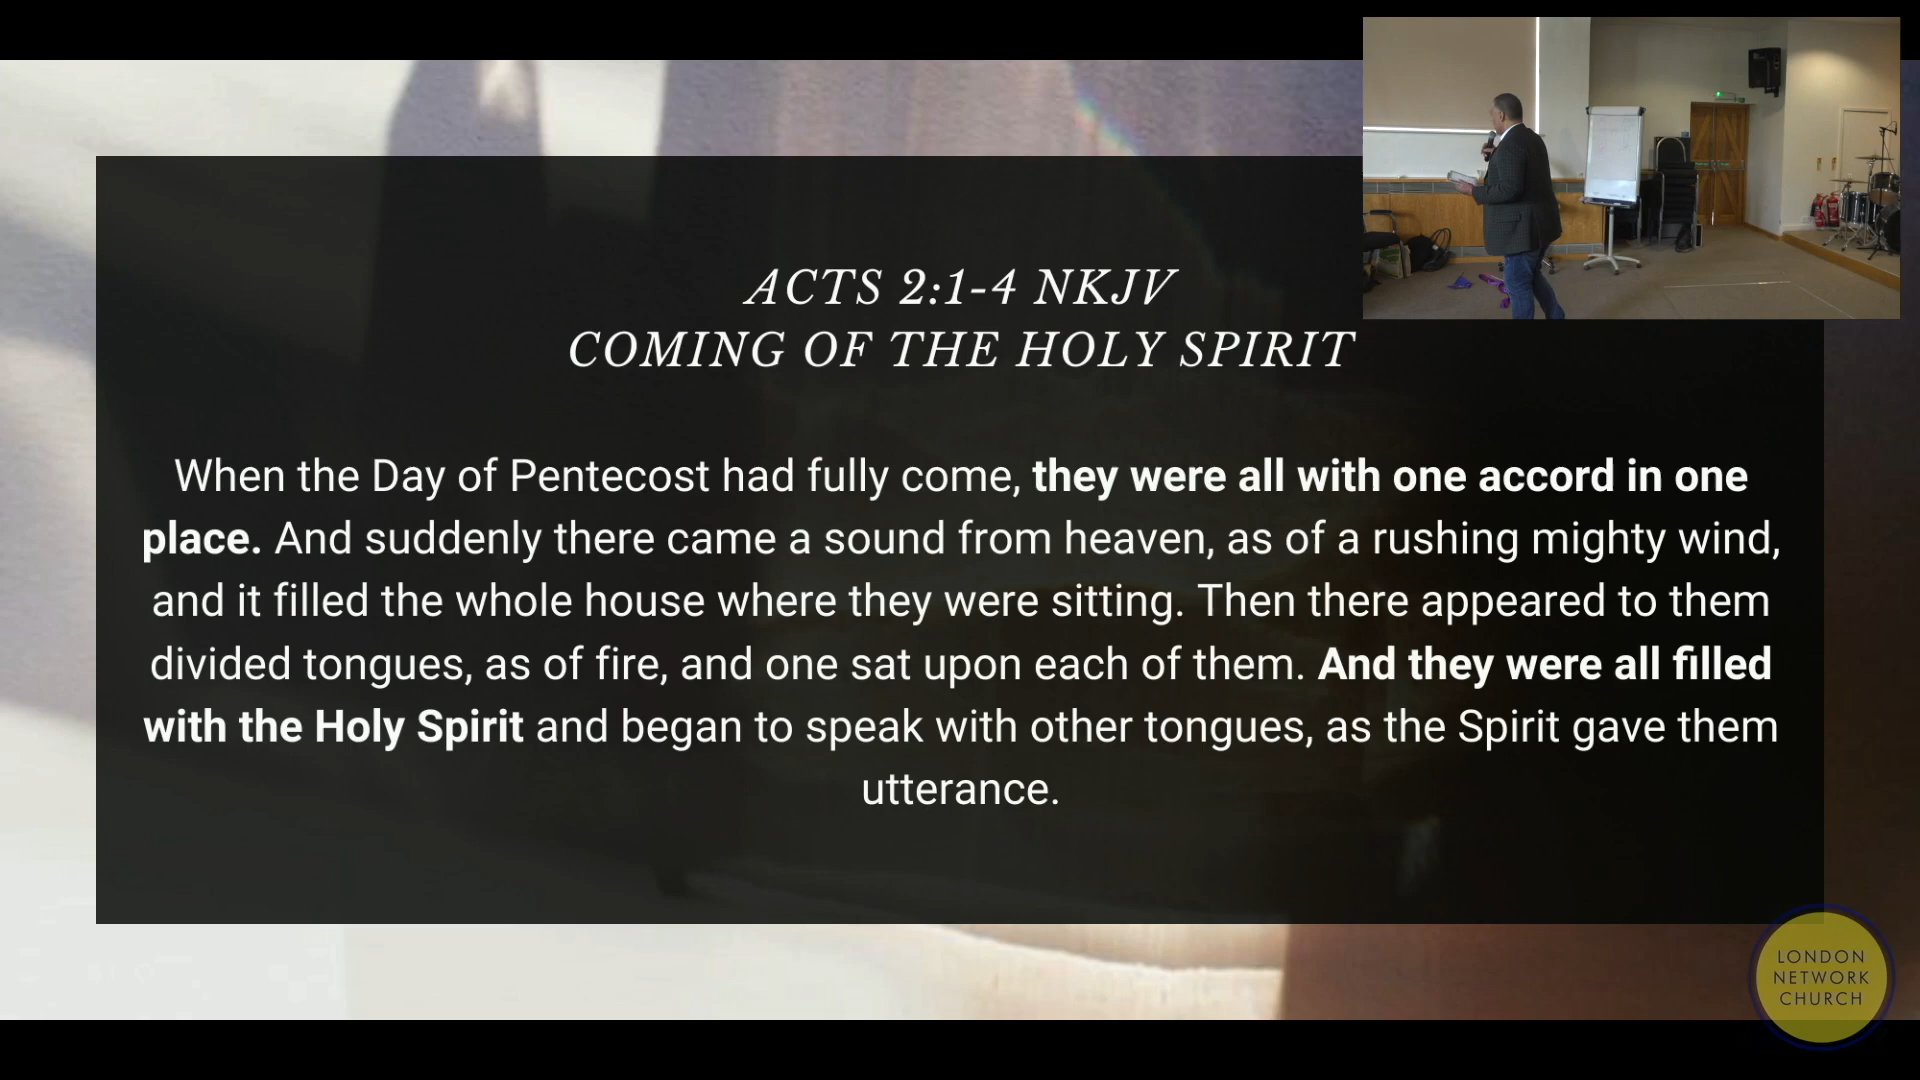 ACTS 2:1-4 NKJV
COMING OF THE HOLY SPIRIT
When the Day of Pentecost had fully come, they were all with one accord in one
place. And suddenly there came a sound from heaven, as of a rushing mighty wind,
and it filled the whole house where they were sitting. Then there appeared to them
divided tongues, as of fire, and one sat upon each of them. And they were all filled
with the Holy Spirit and began to speak with other tongues, as the Spirit gave them
utterance.
LONDON
NETWORK
CHURCH